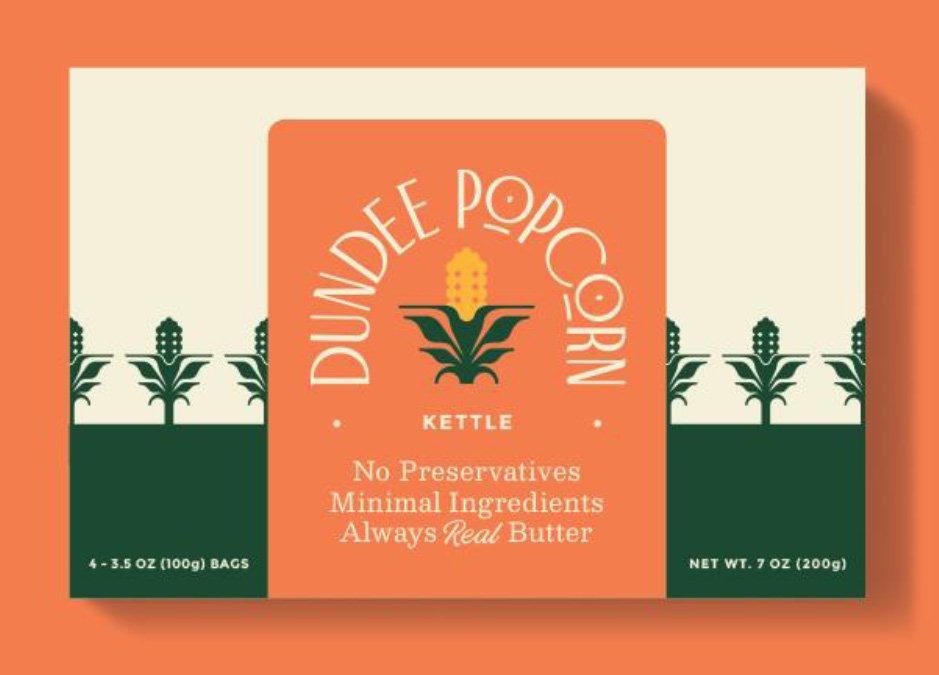 DUNDEE POPCORN
KETTLE
No Preservatives
Minimal Ingredients
Always Real Butter
4 - 3.5 OZ (100g) BAGS
NET WT. 7 OZ (200g)